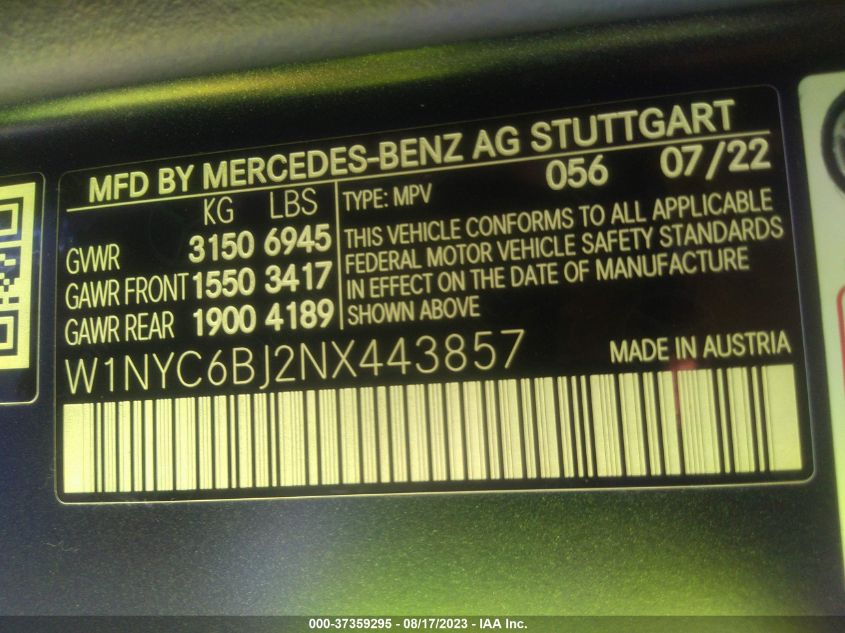 MFD BY MERCEDES-BENZ AG STUTTGART
056 07/22
KG LBS
GVWR 3150 6945
GAWR FRONT 1550 3417
GAWR REAR 1900 4189
TYPE: MPV
THIS VEHICLE CONFORMS TO ALL APPLICABLE
FEDERAL MOTOR VEHICLE SAFETY STANDARDS
IN EFFECT ON THE DATE OF MANUFACTURE
SHOWN ABOVE
W1NYC6BJ2NX443857
MADE IN AUSTRIA
000-37359295 - 08/17/2023 - IAA Inc.